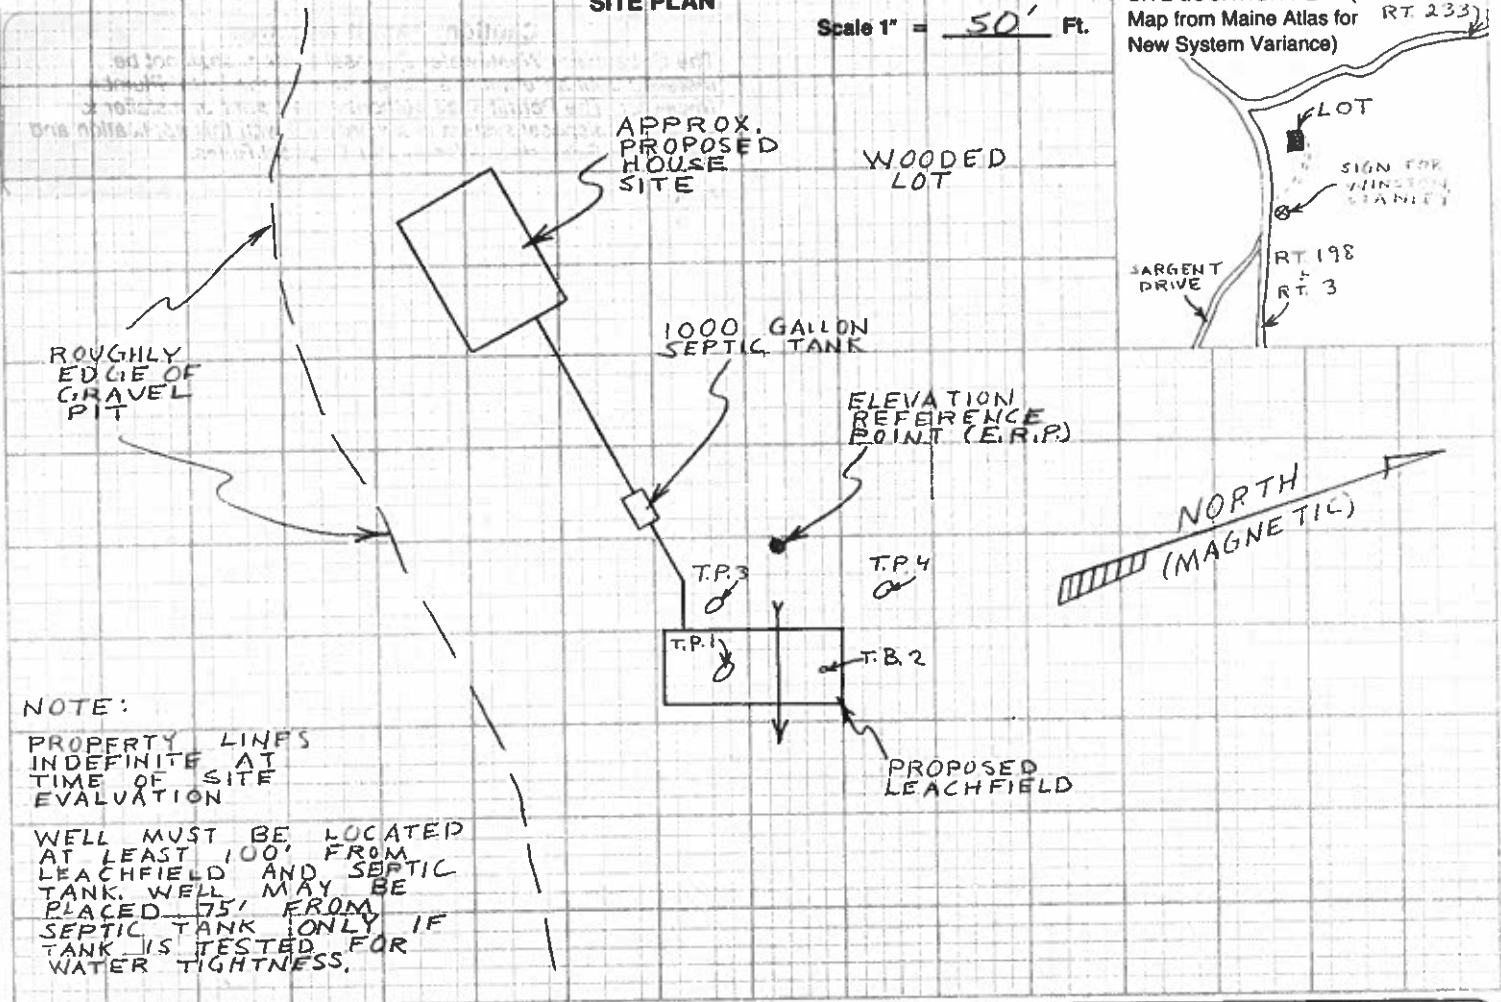 SITE PLAN
Scale 1" = 50' Ft.
Map from Maine Atlas for
New System Variance)
RT. 233
LOT
SIGN FOR
WINSTON
STANLEY
SARGENT
DRIVE
RT. 198
+
RT. 3
APPROX.
PROPOSED
HOUSE
SITE
WOODED
LOT
1000 GALLON
SEPTIC TANK
ROUGHLY
EDGE OF
GRAVEL
PIT
ELEVATION
REFERENCE
POINT (E.R.P.)
NORTH
(MAGNETIC)
T.P.3
T.P.4
T.P.1
T.B.2
PROPOSED
LEACHFIELD
NOTE:
PROPERTY LINES
INDEFINITE AT
TIME OF SITE
EVALUATION
WELL MUST BE LOCATED
AT LEAST 100' FROM
LEACHFIELD AND SEPTIC
TANK. WELL MAY BE
PLACED 75' FROM
SEPTIC TANK ONLY IF
TANK IS TESTED FOR
WATER TIGHTNESS.